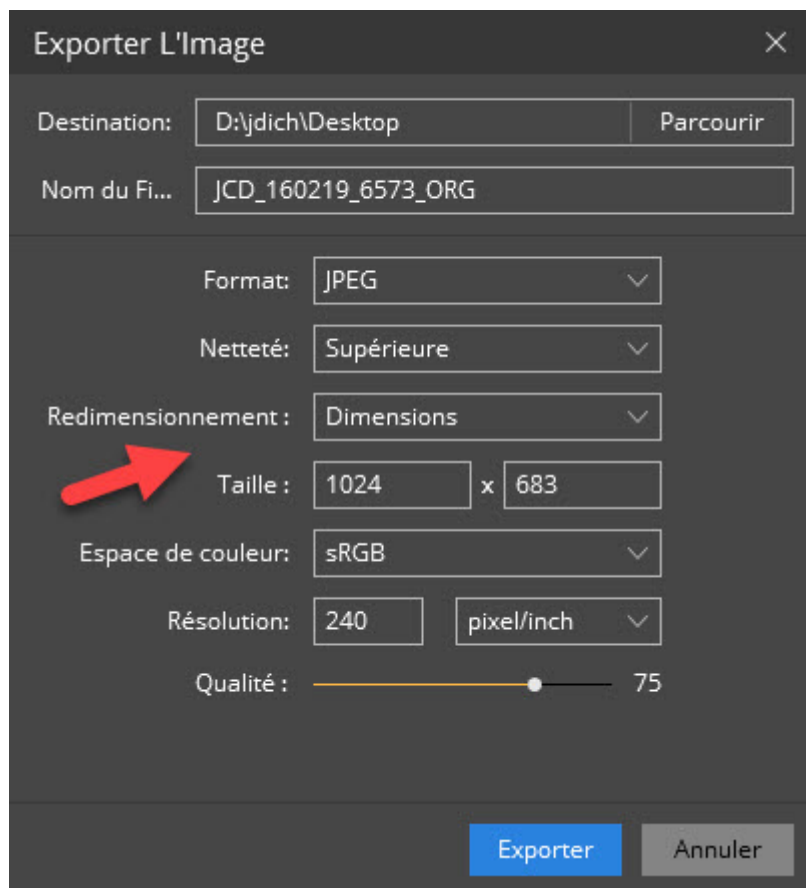 Exporter L'Image
Destination: D:\jdich\Desktop Parcourir
Nom du Fi... JCD_160219_6573_ORG
Format: JPEG
Netteté: Supérieure
Redimensionnement : Dimensions
Taille : 1024 x 683
Espace de couleur: sRGB
Résolution: 240 pixel/inch
Qualité : 75
Exporter Annuler